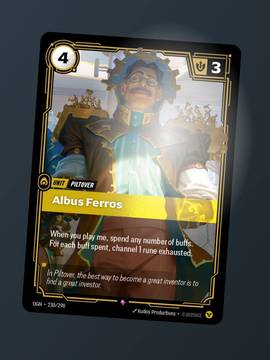 4
3
UNIT PILTOVER
Albus Ferros
When you play me, spend any number of buffs.
For each buff spent, channel 1 rune exhausted.
In Piltover, the best way to become a great inventor is to
find a great investor.
OGN • 230/298
Kudos Productions • ©2025